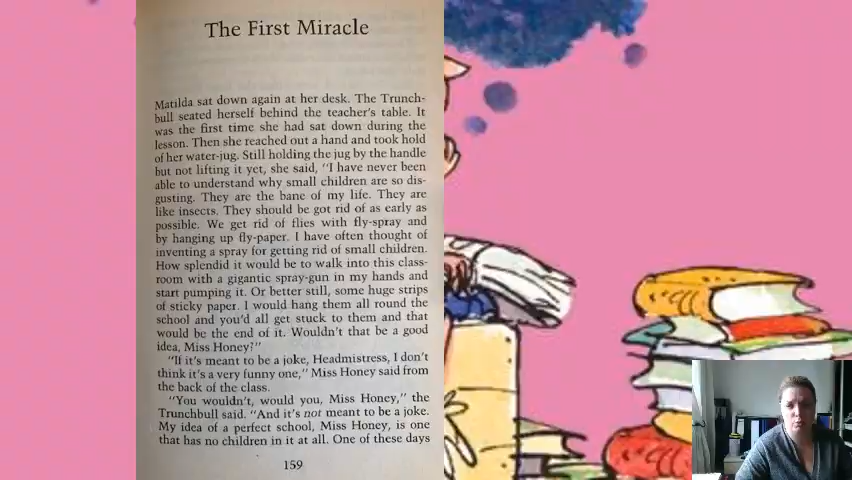 The First Miracle
Matilda sat down again at her desk. The Trunch-
bull seated herself behind the teacher's table. It
was the first time she had sat down during the
lesson. Then she reached out a hand and took hold
of her water-jug. Still holding the jug by the handle
but not lifting it yet, she said, "I have never been
able to understand why small children are so dis-
gusting. They are the bane of my life. They are
like insects. They should be got rid of as early as
possible. We get rid of flies with fly-spray and
by hanging up fly-paper. I have often thought of
inventing a spray for getting rid of small children.
How splendid it would be to walk into this class-
room with a gigantic spray-gun in my hands and
start pumping it. Or better still, some huge strips
of sticky paper. I would hang them all round the
school and you'd all get stuck to them and that
would be the end of it. Wouldn't that be a good
idea, Miss Honey?"
"If it's meant to be a joke, Headmistress, I don't
think it's a very funny one," Miss Honey said from
the back of the class.
"You wouldn't, would you, Miss Honey," the
Trunchbull said. "And it's not meant to be a joke.
My idea of a perfect school, Miss Honey, is one
that has no children in it at all. One of these days
159